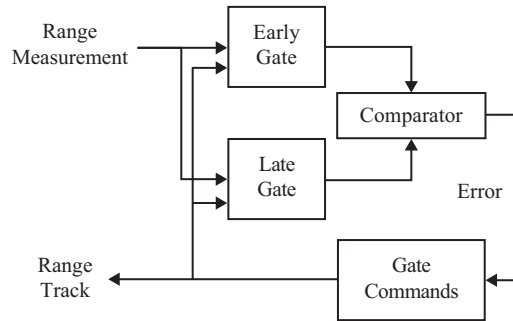 Range
Measurement
Early
Gate
Comparator
Late
Gate
Error
Range
Track
Gate
Commands